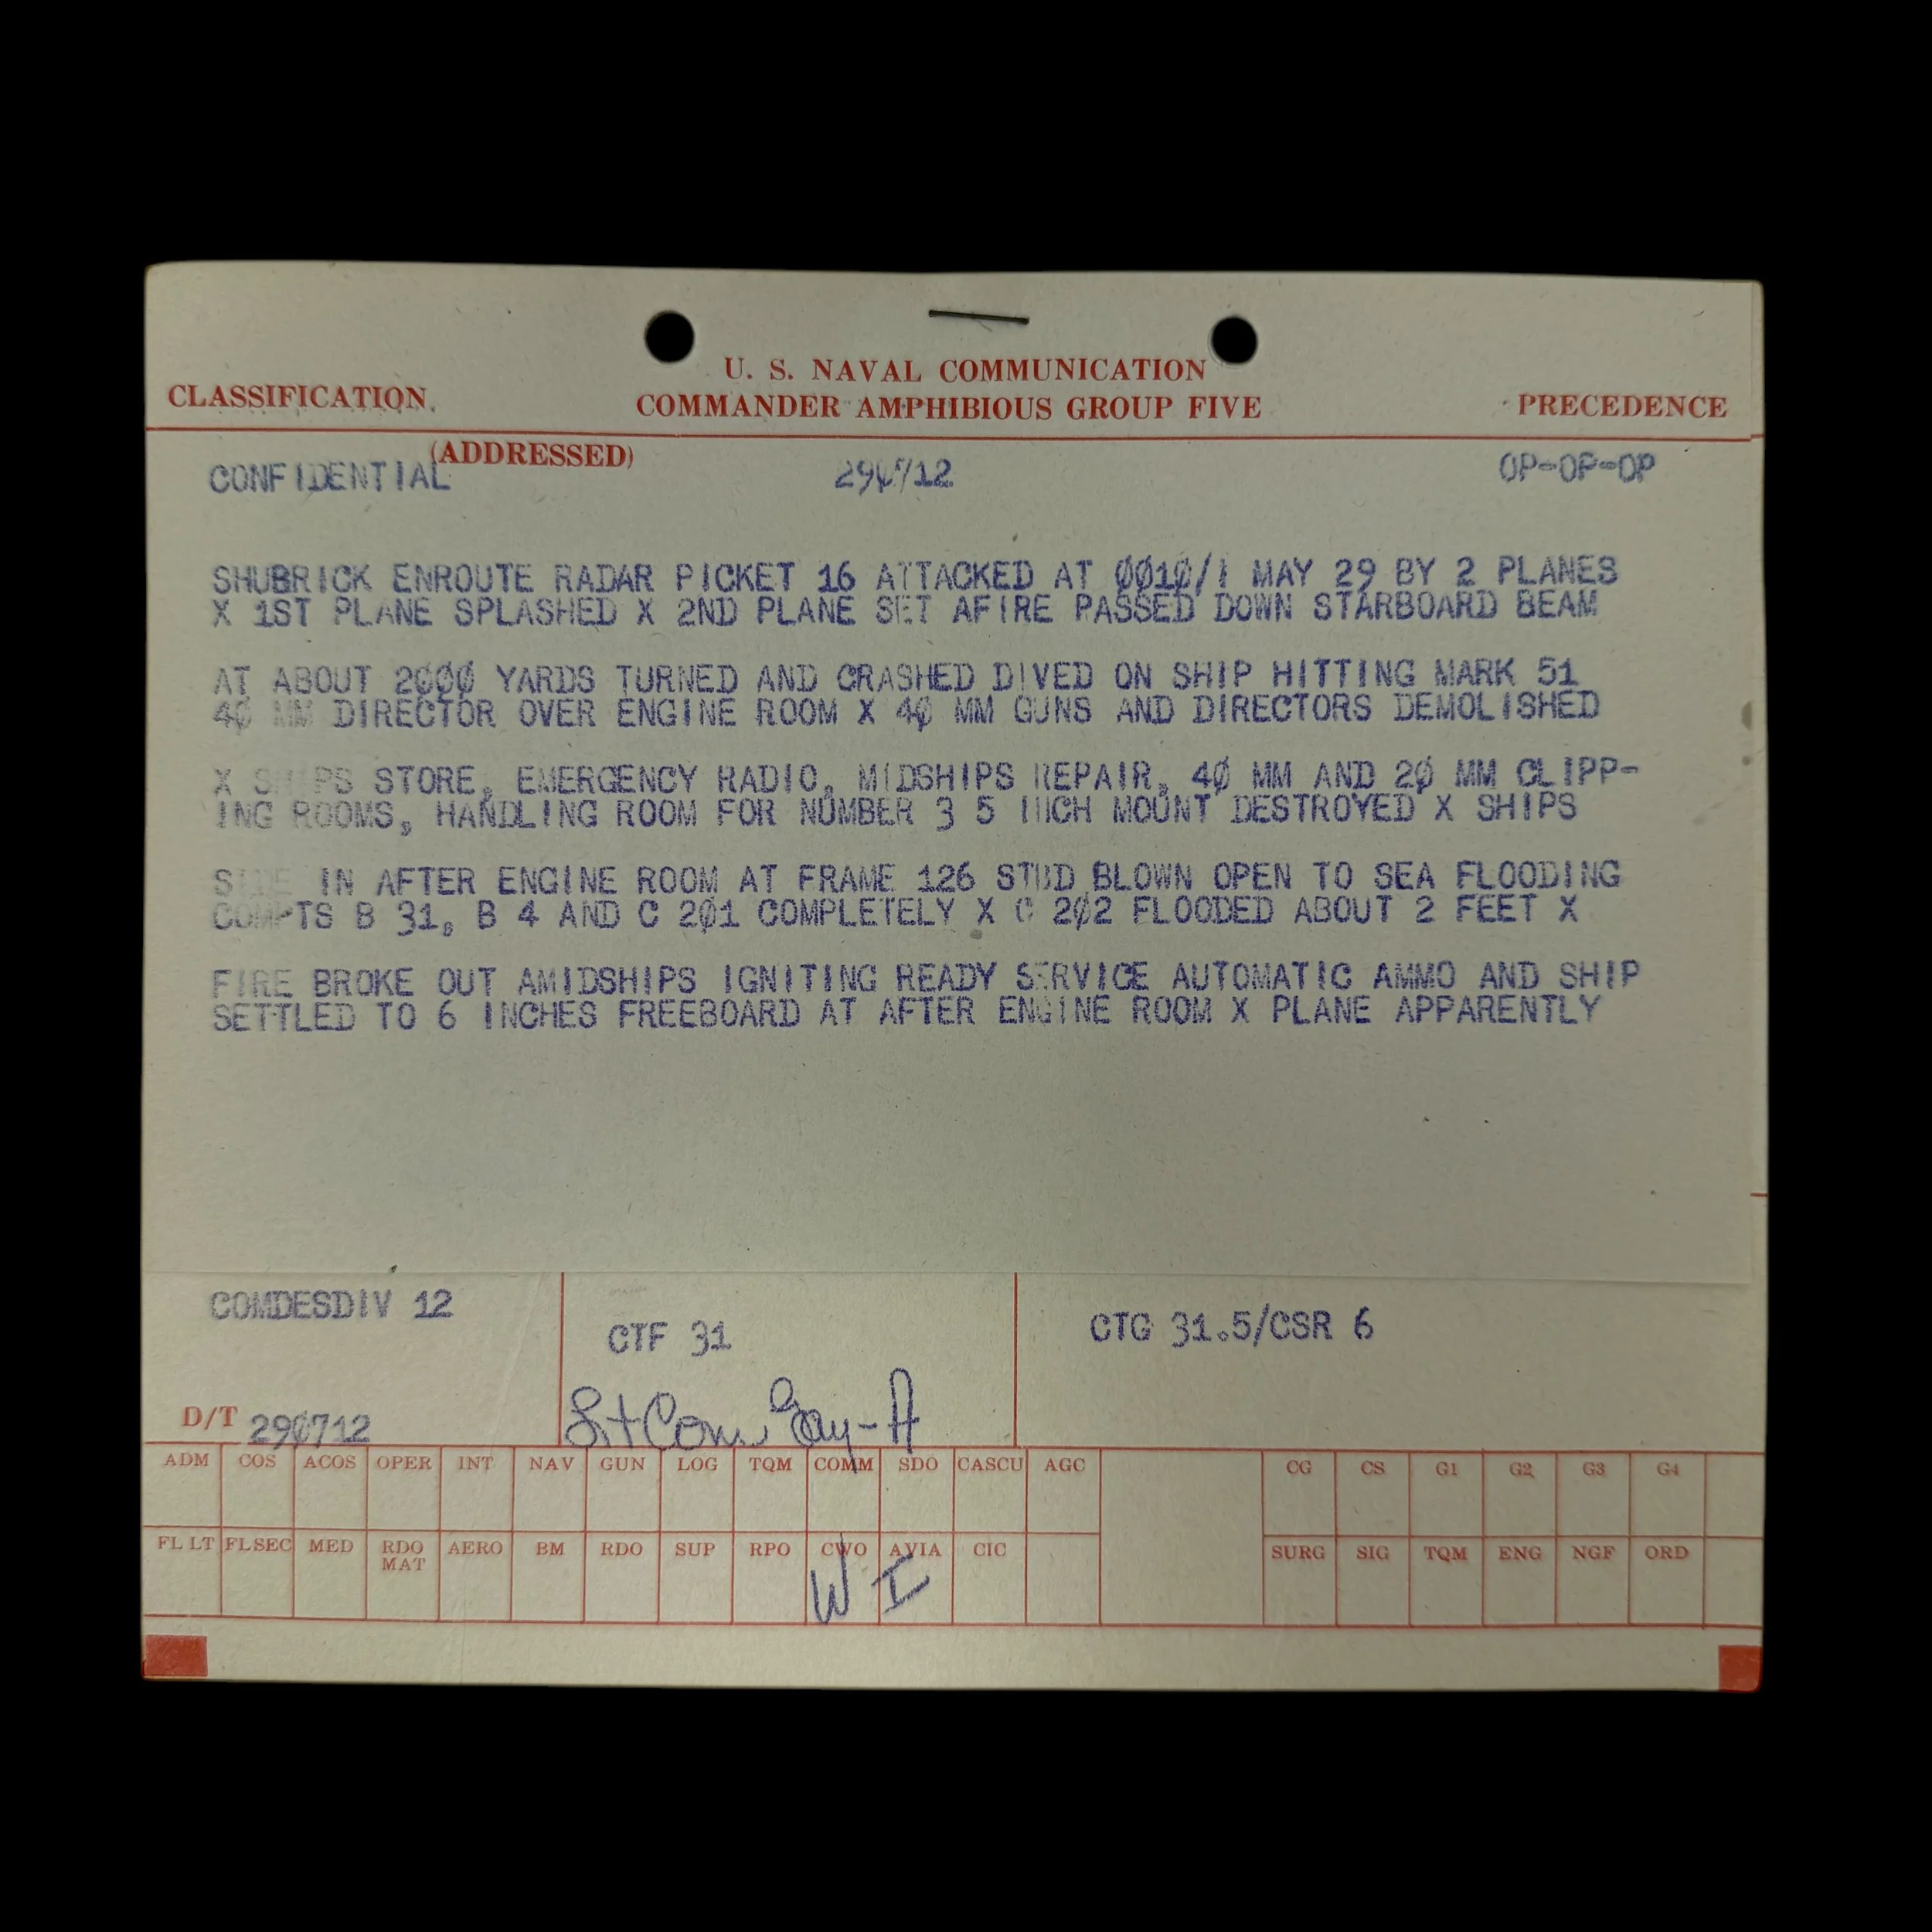 U. S. NAVAL COMMUNICATION
CLASSIFICATION COMMANDER AMPHIBIOUS GROUP FIVE PRECEDENCE
(ADDRESSED)
CONFIDENTIAL 29Ø712 OP-OP-OP
SHUBRICK ENROUTE RADAR PICKET 16 ATTACKED AT ØØ1Ø/I MAY 29 BY 2 PLANES
X 1ST PLANE SPLASHED X 2ND PLANE SET AFIRE PASSED DOWN STARBOARD BEAM
AT ABOUT 2ØØØ YARDS TURNED AND CRASHED DIVED ON SHIP HITTING MARK 51
4Ø MM DIRECTOR OVER ENGINE ROOM X 4Ø MM GUNS AND DIRECTORS DEMOLISHED
X SHIPS STORE, EMERGENCY RADIO, MIDSHIPS REPAIR, 4Ø MM AND 2Ø MM CLIPP-
ING ROOMS, HANDLING ROOM FOR NUMBER 3 5 INCH MOUNT DESTROYED X SHIPS
SIDE IN AFTER ENGINE ROOM AT FRAME 126 STBD BLOWN OPEN TO SEA FLOODING
COMPTS B 31, B 4 AND C 2Ø1 COMPLETELY X C 2Ø2 FLOODED ABOUT 2 FEET X
FIRE BROKE OUT AMIDSHIPS IGNITING READY SERVICE AUTOMATIC AMMO AND SHIP
SETTLED TO 6 INCHES FREEBOARD AT AFTER ENGINE ROOM X PLANE APPARENTLY
COMDESDIV 12 CTF 31 CTG 31.5/CSR 6
D/T 29Ø712 Lt Com. Gay-A
ADM COS ACOS OPER INT NAV GUN LOG TQM COMM SDO CASCU AGC CG CS G1 G2 G3 G4
FL LT FL SEC MED RDO MAT AERO BM RDO SUP RPO CWO AVIA CIC SURG SIG TQM ENG NGF ORD
W I